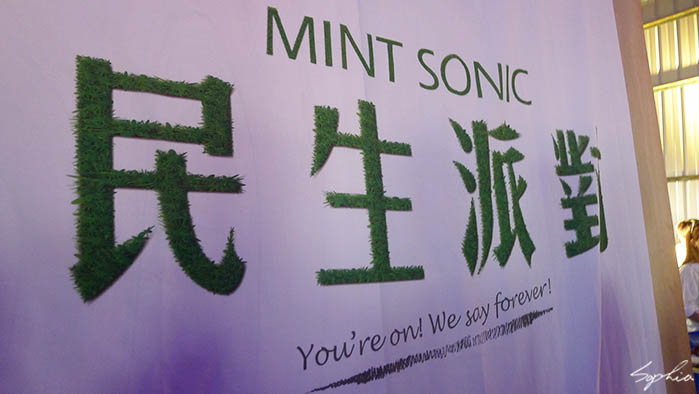 MINT SONIC
民生派對
You're on! We say forever!
Sophia